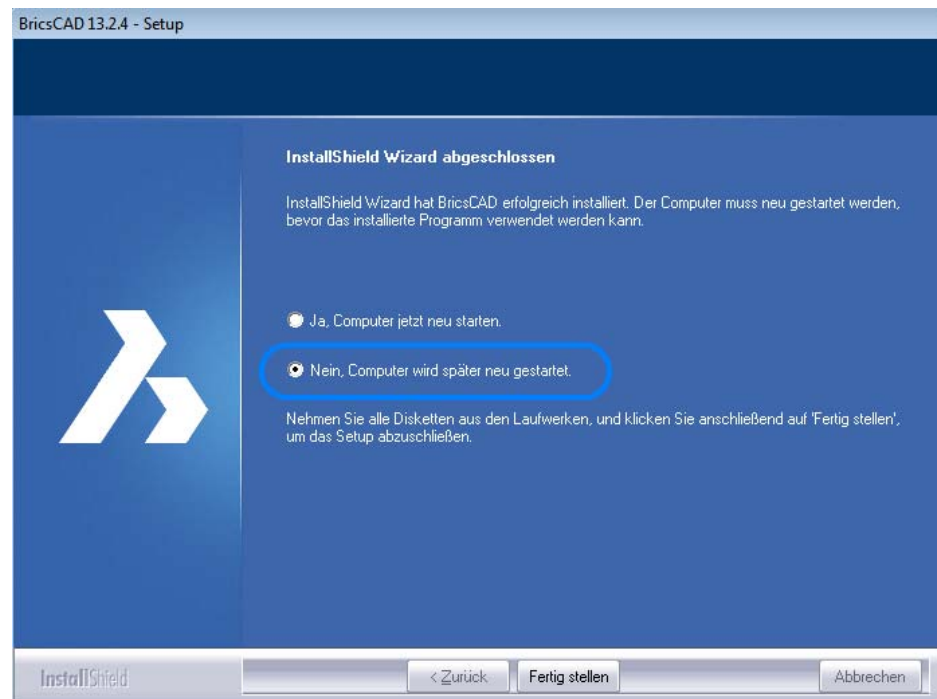 BricsCAD 13.2.4 - Setup
InstallShield Wizard abgeschlossen
InstallShield Wizard hat BricsCAD erfolgreich installiert. Der Computer muss neu gestartet werden,
bevor das installierte Programm verwendet werden kann.
Ja, Computer jetzt neu starten.
Nein, Computer wird später neu gestartet.
Nehmen Sie alle Disketten aus den Laufwerken, und klicken Sie anschließend auf 'Fertig stellen',
um das Setup abzuschließen.
InstallShield
< Zurück Fertig stellen Abbrechen